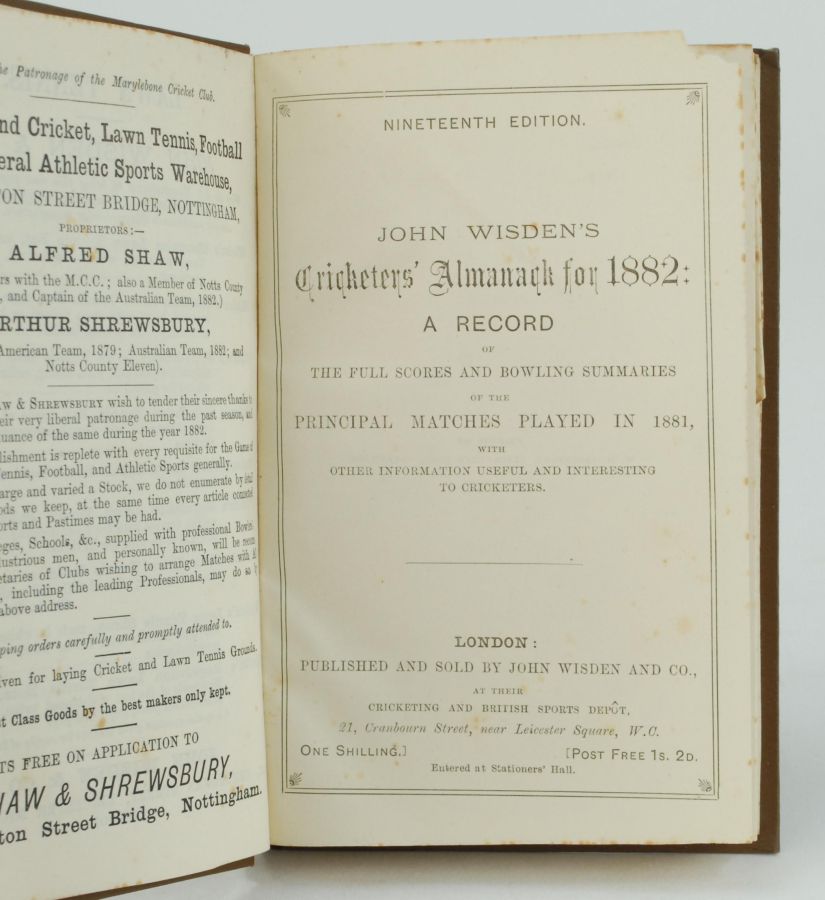 he Patronage of the Marylebone Cricket Club.
nd Cricket, Lawn Tennis, Football
eral Athletic Sports Warehouse,
ON STREET BRIDGE, NOTTINGHAM,
PROPRIETORS:—
ALFRED SHAW,
rs with the M.C.C.; also a Member of Notts County
, and Captain of the Australian Team, 1882.)
RTHUR SHREWSBURY,
American Team, 1879; Australian Team, 1882; and
Notts County Eleven).
AW & SHREWSBURY wish to tender their sincere thanks
eir very liberal patronage during the past season, and
uance of the same during the year 1882.
lishment is replete with every requisite for the Game of
ennis, Football, and Athletic Sports generally.
arge and varied a Stock, we do not enumerate by detail
ods we keep, at the same time every article connected
orts and Pastimes may be had.
eges, Schools, &c., supplied with professional
ustrious men, and personally known, will be
etaries of Clubs wishing to arrange Matches with
, including the leading Professionals, may do so
above address.
ping orders carefully and promptly attended to.
iven for laying Cricket and Lawn Tennis Grounds.
t Class Goods by the best makers only kept.
TS FREE ON APPLICATION TO
HAW & SHREWSBURY,
ton Street Bridge, Nottingham.
NINETEENTH EDITION.
JOHN WISDEN'S
Cricketers' Almanack for 1882:
A RECORD
OF
THE FULL SCORES AND BOWLING SUMMARIES
OF THE
PRINCIPAL MATCHES PLAYED IN 1881,
WITH
OTHER INFORMATION USEFUL AND INTERESTING
TO CRICKETERS.
LONDON:
PUBLISHED AND SOLD BY JOHN WISDEN AND CO.,
AT THEIR
CRICKETING AND BRITISH SPORTS DEPÔT,
21, Cranbourn Street, near Leicester Square, W.C.
ONE SHILLING.] [POST FREE 1S. 2D.
Entered at Stationers' Hall.